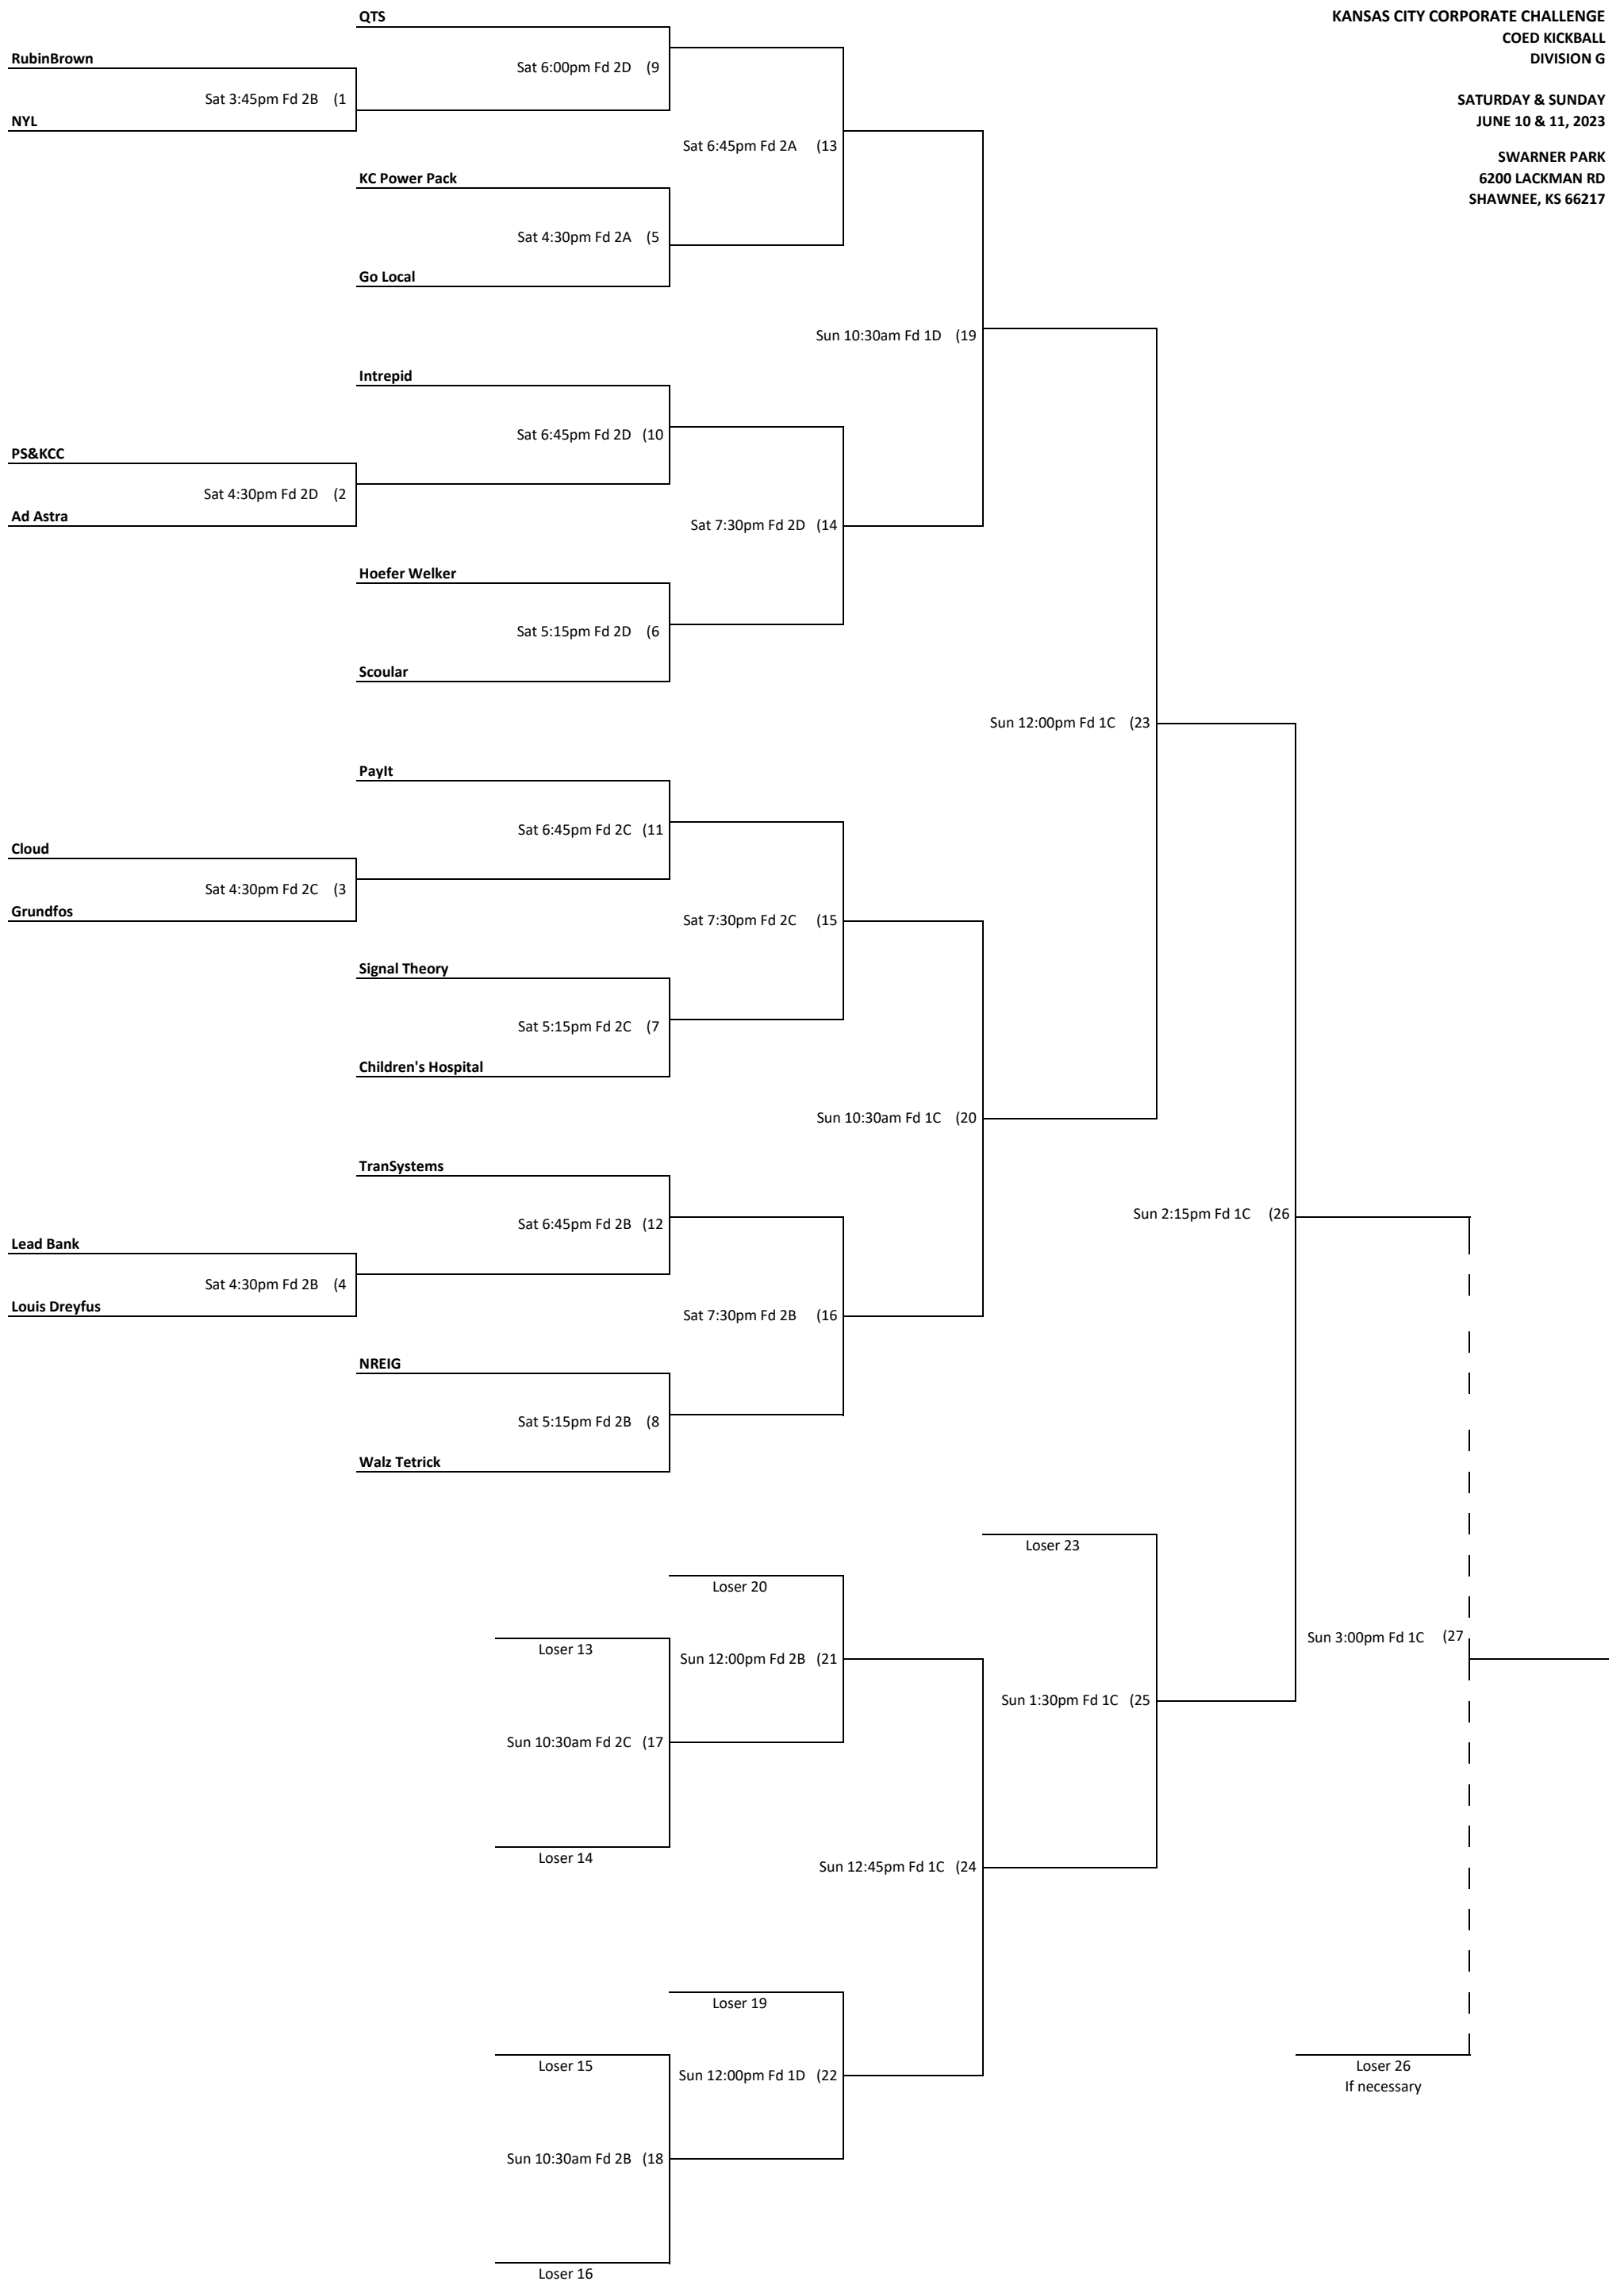 KANSAS CITY CORPORATE CHALLENGE
COED KICKBALL
DIVISION G
SATURDAY & SUNDAY
JUNE 10 & 11, 2023
SWARNER PARK
6200 LACKMAN RD
SHAWNEE, KS 66217
QTS
RubinBrown
Sat 6:00pm Fd 2D (9
Sat 3:45pm Fd 2B (1
NYL
Sat 6:45pm Fd 2A (13
KC Power Pack
Sat 4:30pm Fd 2A (5
Go Local
Sun 10:30am Fd 1D (19
Intrepid
Sat 6:45pm Fd 2D (10
PS&KCC
Sat 4:30pm Fd 2D (2
Ad Astra
Sat 7:30pm Fd 2D (14
Hoefer Welker
Sat 5:15pm Fd 2D (6
Scoular
Sun 12:00pm Fd 1C (23
PayIt
Sat 6:45pm Fd 2C (11
Cloud
Sat 4:30pm Fd 2C (3
Grundfos
Sat 7:30pm Fd 2C (15
Signal Theory
Sat 5:15pm Fd 2C (7
Children's Hospital
Sun 10:30am Fd 1C (20
TranSystems
Sun 2:15pm Fd 1C (26
Sat 6:45pm Fd 2B (12
Lead Bank
Sat 4:30pm Fd 2B (4
Louis Dreyfus
Sat 7:30pm Fd 2B (16
NREIG
Sat 5:15pm Fd 2B (8
Walz Tetrick
Loser 23
Loser 20
Loser 13
Sun 12:00pm Fd 2B (21
Sun 3:00pm Fd 1C (27
Sun 1:30pm Fd 1C (25
Sun 10:30am Fd 2C (17
Loser 14
Sun 12:45pm Fd 1C (24
Loser 19
Loser 15
Sun 12:00pm Fd 1D (22
Loser 26
If necessary
Sun 10:30am Fd 2B (18
Loser 16